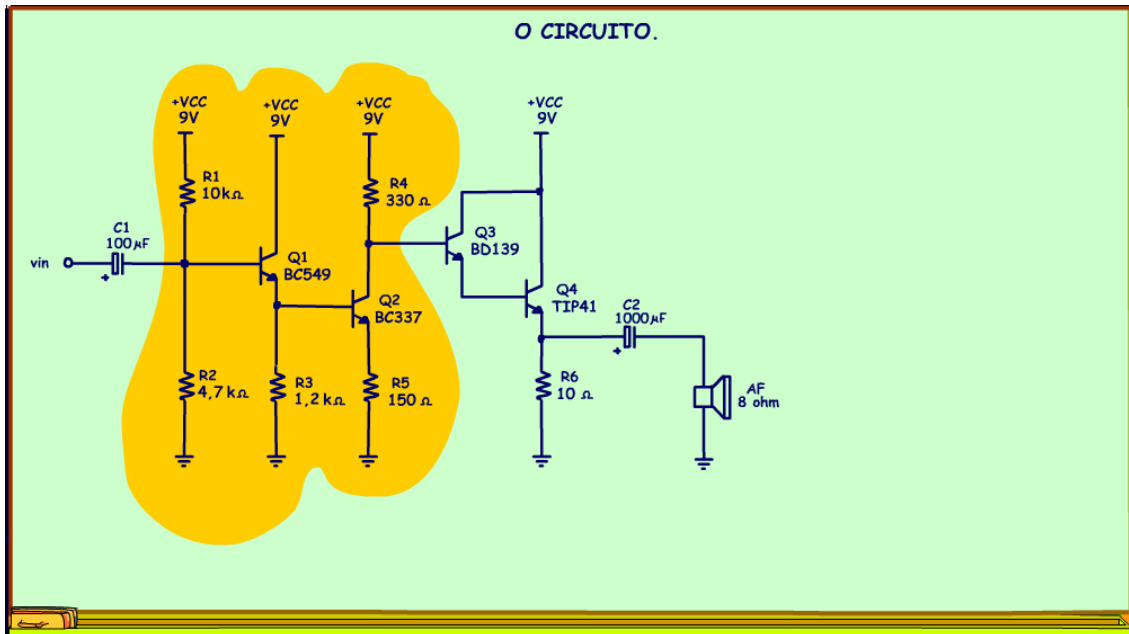 O CIRCUITO.
+VCC
9V
+VCC
9V
+VCC
9V
+VCC
9V
R1
10kΩ
R4
330 Ω
C1
100µF
vin
+
Q1
BC549
Q3
BD139
Q2
BC337
Q4
TIP41
C2
1000µF
+
R2
4,7 kΩ
R3
1,2 kΩ
R5
150 Ω
R6
10 Ω
AF
8 ohm